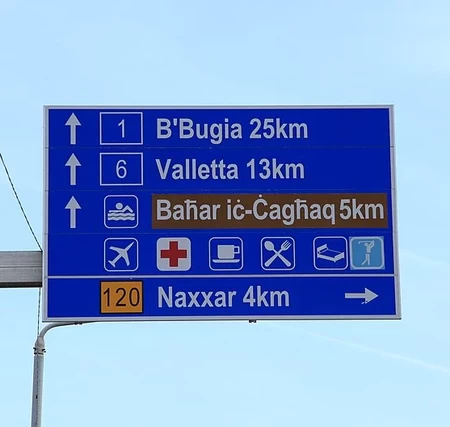 1 B'Bugia 25km
6 Valletta 13km
Baħar iċ-Ċagħaq 5km
120 Naxxar 4km